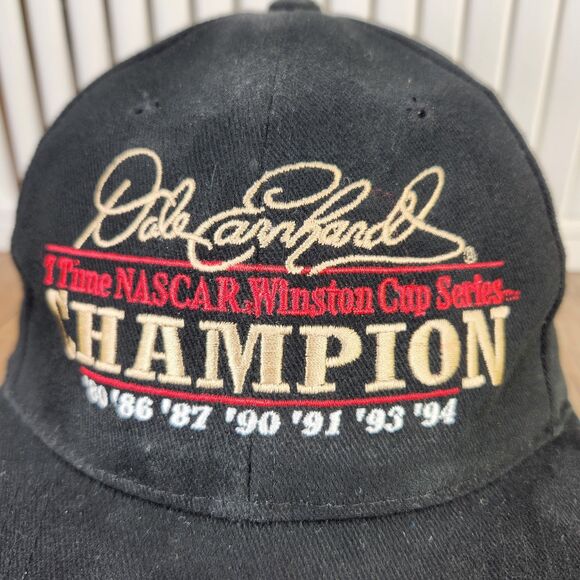 Dale Earnhardt®
7 Time NASCAR® Winston Cup Series
CHAMPION
'80 '86 '87 '90 '91 '93 '94